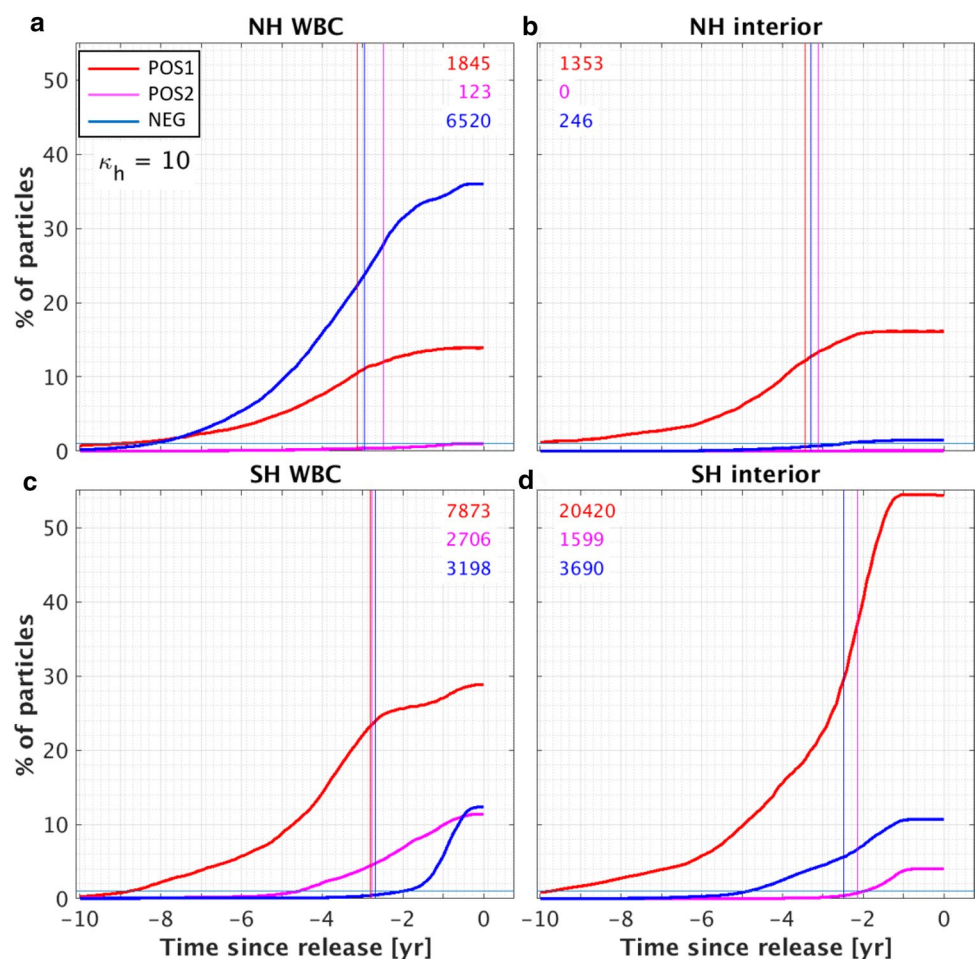 a
NH WBC
b
NH interior
POS1
POS2
NEG
κh = 10
1845
123
6520
1353
0
246
% of particles
50
40
30
20
10
0
c
SH WBC
d
SH interior
7873
2706
3198
20420
1599
3690
% of particles
50
40
30
20
10
0
-10 -8 -6 -4 -2 0
-10 -8 -6 -4 -2 0
Time since release [yr]
Time since release [yr]